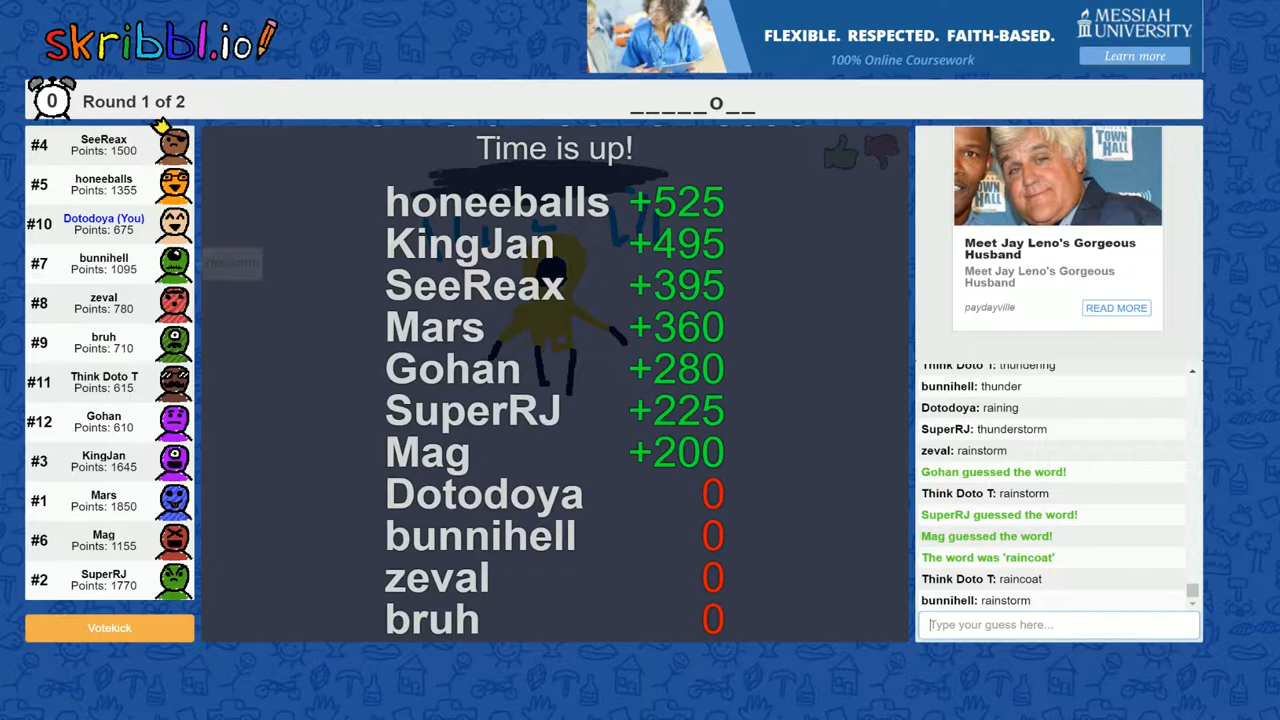 skribbl.io
FLEXIBLE. RESPECTED. FAITH-BASED.
100% Online Coursework
MESSIAH
UNIVERSITY
Learn more
0
Round 1 of 2
_____o__
#4
SeeReax
Points: 1500
#5
honeeballs
Points: 1355
#10
Dotodoya (You)
Points: 675
#7
bunnihell
Points: 1095
#8
zeval
Points: 780
#9
bruh
Points: 710
#11
Think Doto T
Points: 615
#12
Gohan
Points: 610
#3
KingJan
Points: 1645
#1
Mars
Points: 1850
#6
Mag
Points: 1155
#2
SuperRJ
Points: 1770
Votekick
Time is up!
honeeballs +525
KingJan +495
SeeReax +395
Mars +360
Gohan +280
SuperRJ +225
Mag +200
Dotodoya 0
bunnihell 0
zeval 0
bruh 0
TOWN
HALL
Meet Jay Leno's Gorgeous
Husband
Meet Jay Leno's Gorgeous
Husband
paydayville
READ MORE
Think Doto T: thundering
bunnihell: thunder
Dotodoya: raining
SuperRJ: thunderstorm
zeval: rainstorm
Gohan guessed the word!
Think Doto T: rainstorm
SuperRJ guessed the word!
Mag guessed the word!
The word was 'raincoat'
Think Doto T: raincoat
bunnihell: rainstorm
Type your guess here...